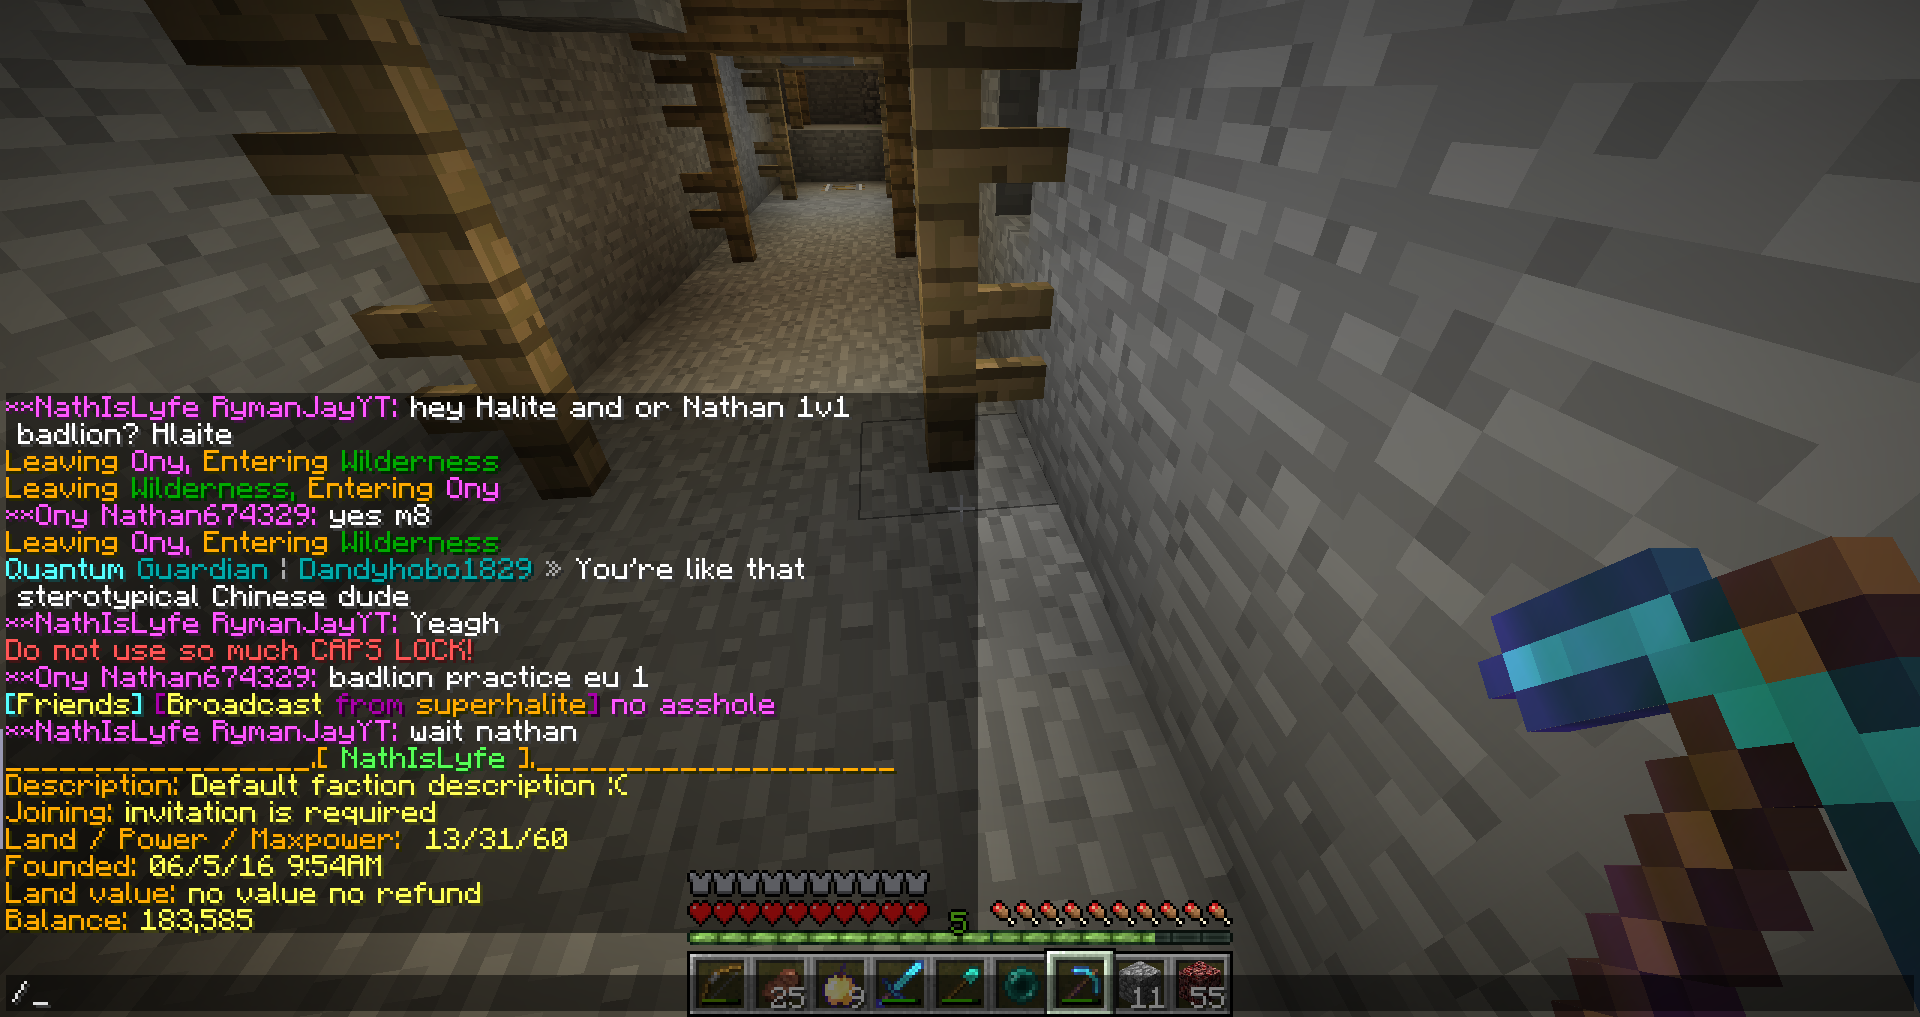 ××NathIsLyfe RymanJayYT: hey Halite and or Nathan 1v1
badlion? Hlaite
Leaving Ony, Entering Wilderness
Leaving Wilderness, Entering Ony
××Ony Nathan674329: yes m8
Leaving Ony, Entering Wilderness
Quantum Guardian ¦ Dandyhobo1829 » You're like that
sterotypical Chinese dude
××NathIsLyfe RymanJayYT: Yeagh
Do not use so much CAPS LOCK!
××Ony Nathan674329: badlion practice eu 1
[Friends] [Broadcast from superhalite] no asshole
××NathIsLyfe RymanJayYT: wait nathan
_________________.[ NathIsLyfe ].____________________
Description: Default faction description :(
Joining: invitation is required
Land / Power / Maxpower: 13/31/60
Founded: 06/5/16 9:54AM
Land value: no value no refund
Balance: 183,585
5
25 9 11 55
/_